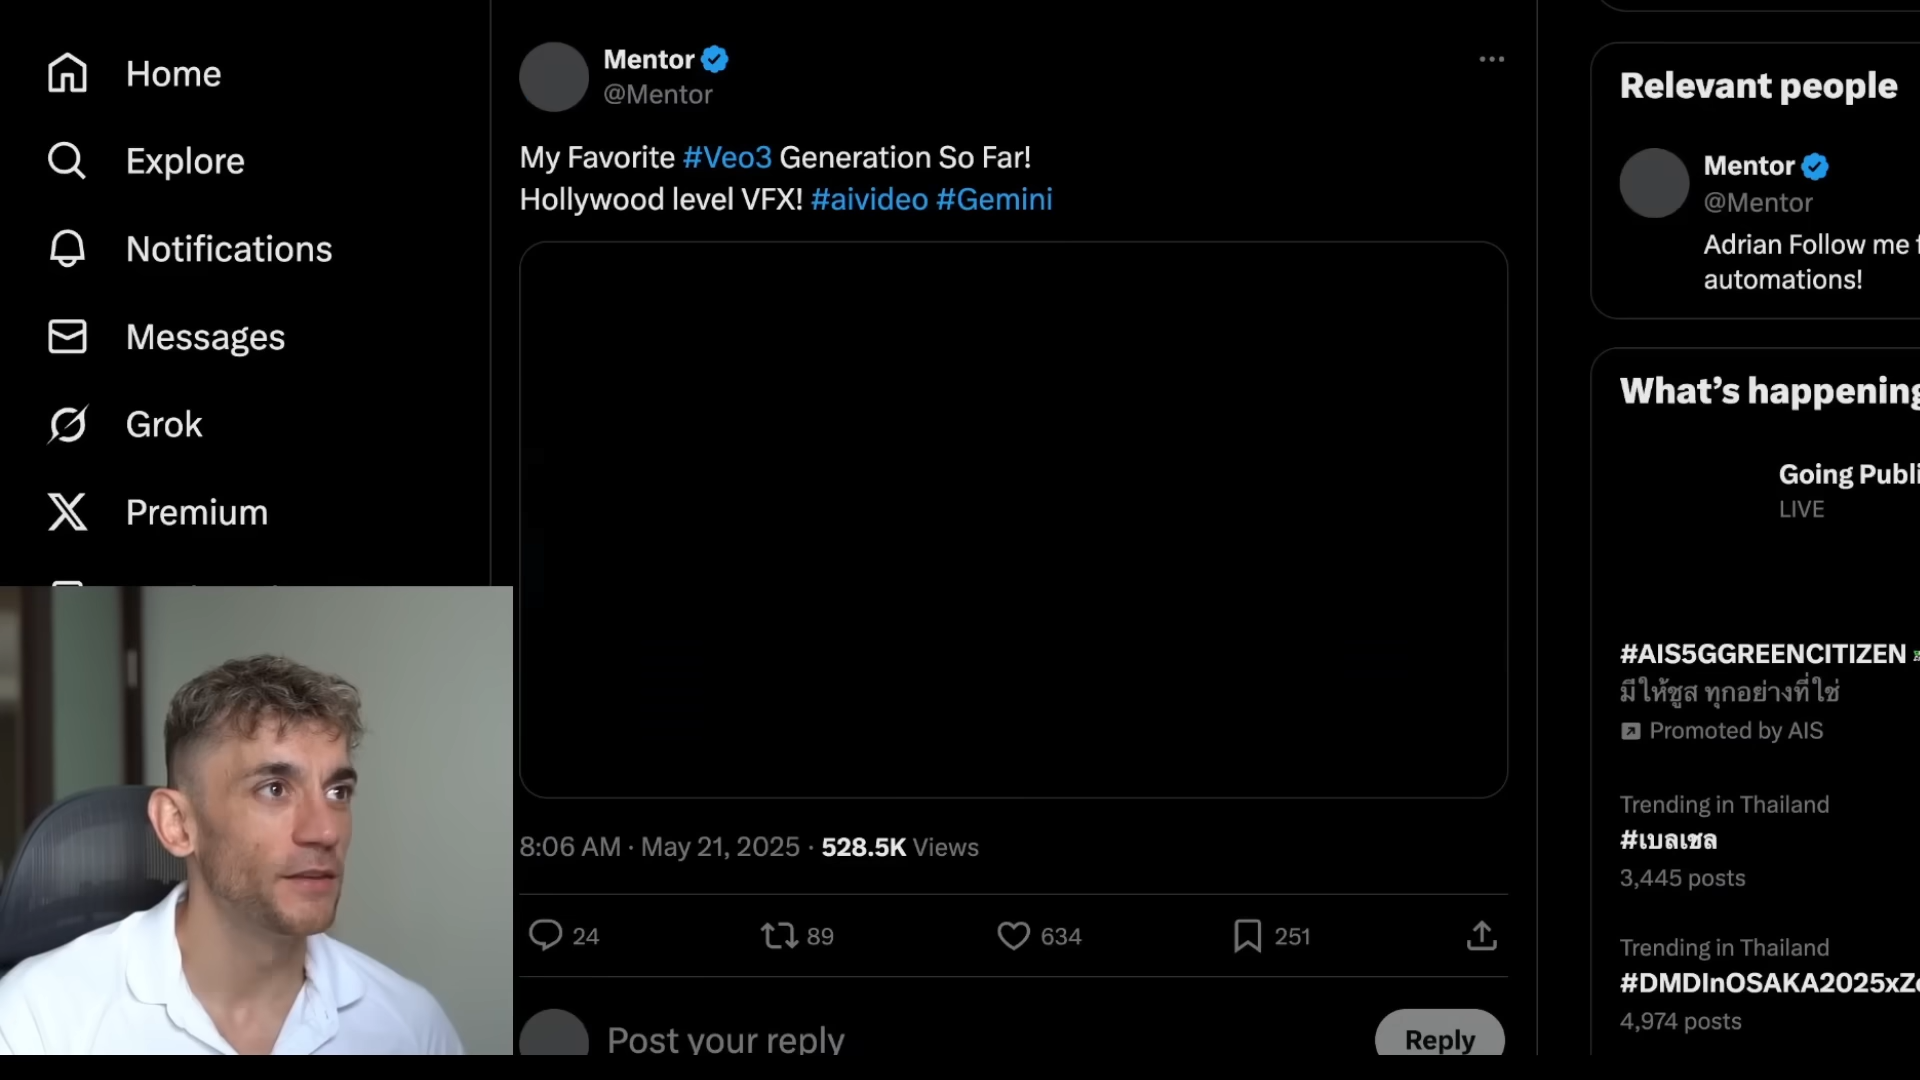 Home
Explore
Notifications
Messages
Grok
Premium
Mentor
@Mentor
My Favorite #Veo3 Generation So Far!
Hollywood level VFX! #aivideo #Gemini
8:06 AM · May 21, 2025 · 528.5K Views
24
89
634
251
Post your reply
Reply
Relevant people
Mentor
@Mentor
Adrian Follow me
automations!
What's happening
Going Publi
LIVE
#AIS5GGREENCITIZEN
มีให้ชูส ทุกอย่างที่ใช่
Promoted by AIS
Trending in Thailand
#เบลเซล
3,445 posts
Trending in Thailand
#DMDInOSAKA2025xZ
4,974 posts